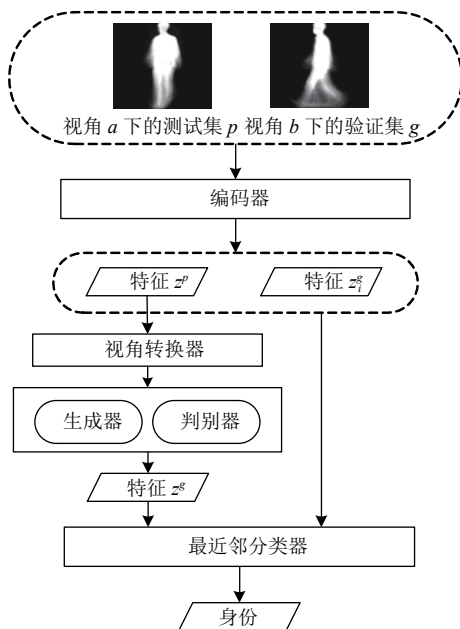 视角 a 下的测试集 p 视角 b 下的验证集 g
编码器
特征 z^p 特征 z_i^g
视角转换器
生成器 判别器
特征 z^g
最近邻分类器
身份